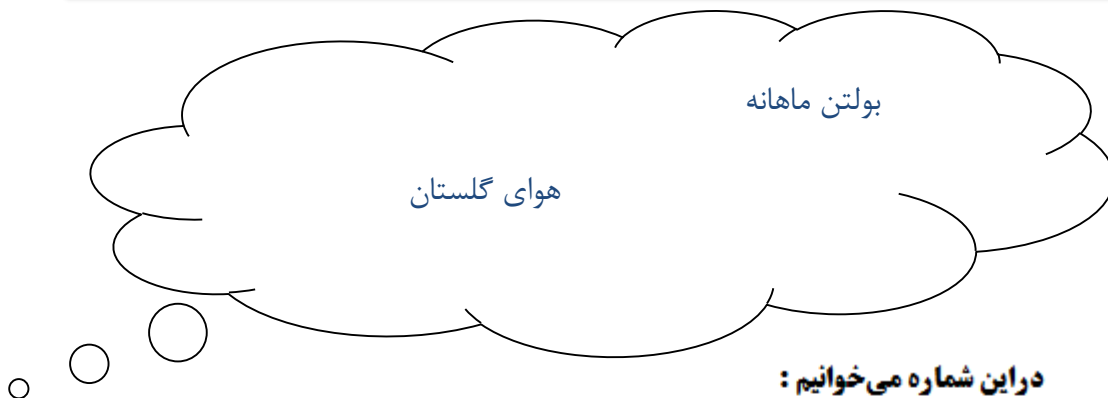 بولتن ماهانه
هوای گلستان
دراین شماره می‌خوانیم :